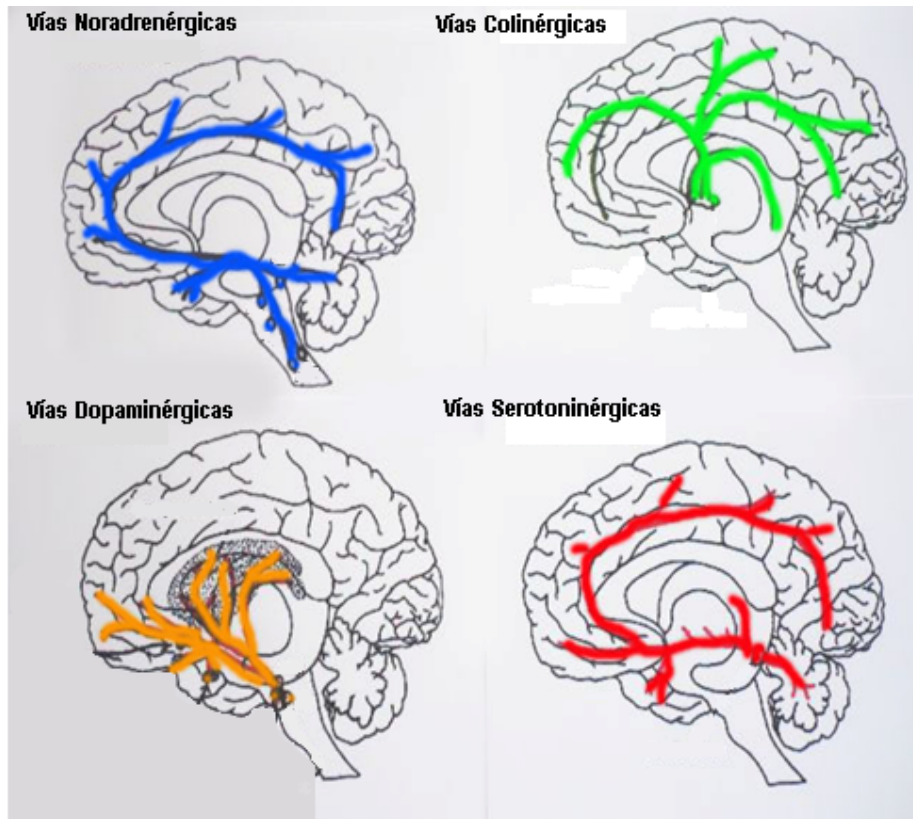 Vías Noradrenérgicas
Vías Colinérgicas
Vías Dopaminérgicas
Vías Serotoninérgicas